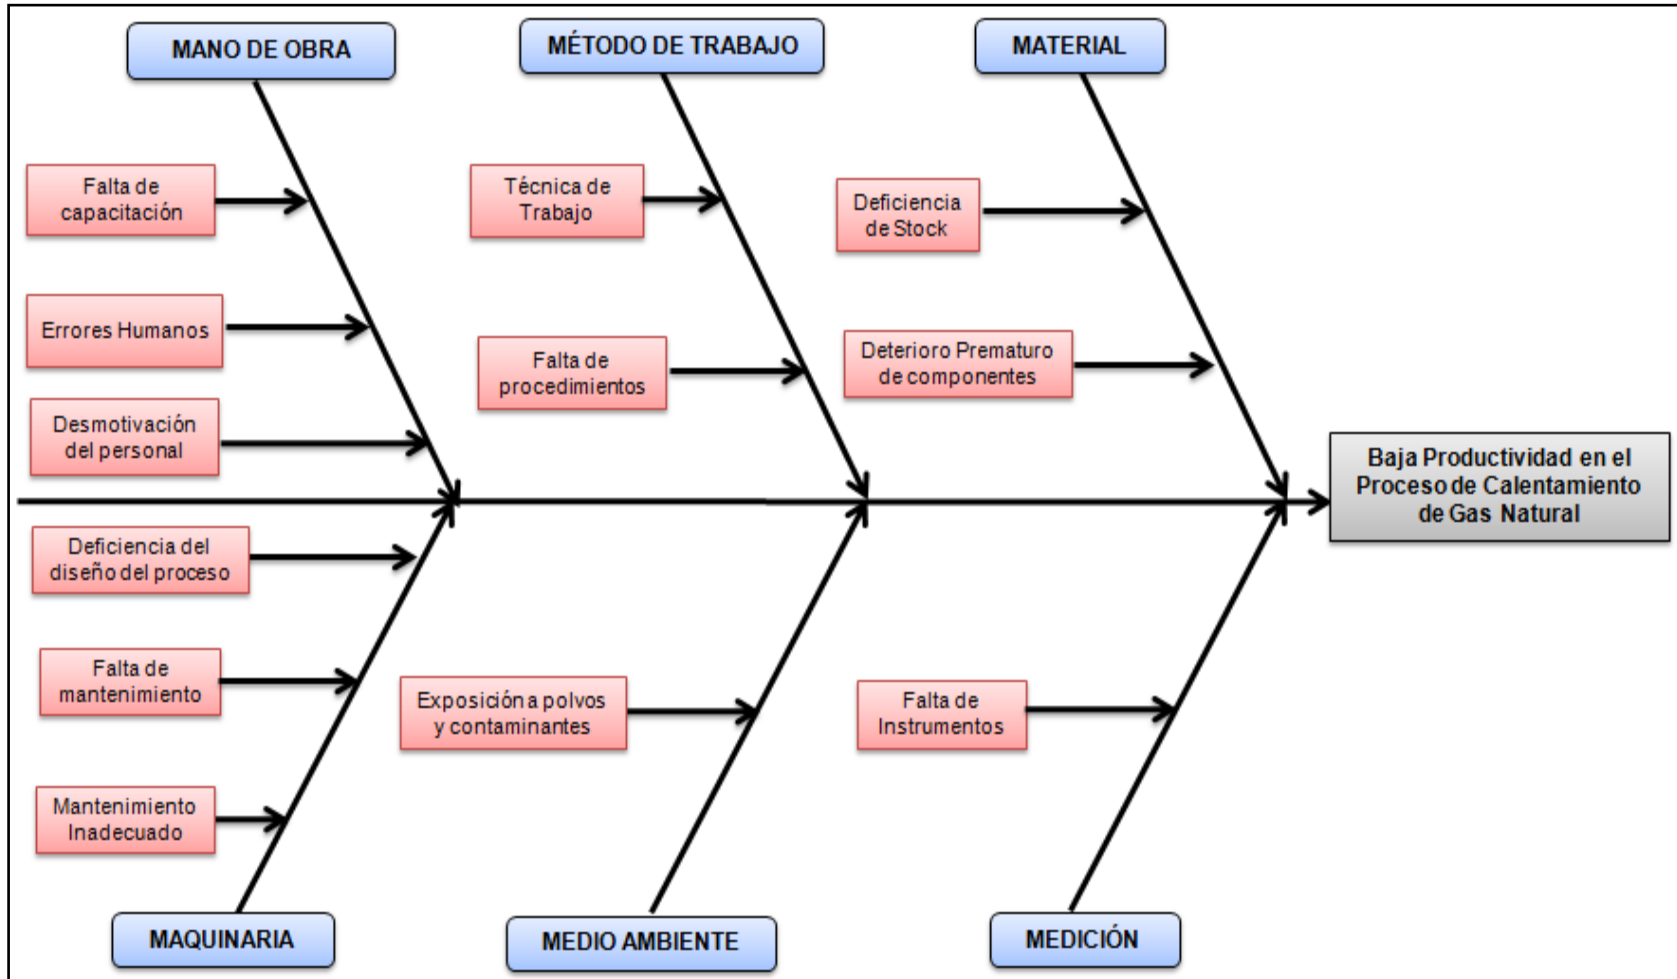 MANO DE OBRA
MÉTODO DE TRABAJO
MATERIAL
Falta de
capacitación
Técnica de
Trabajo
Deficiencia
de Stock
Errores Humanos
Falta de
procedimientos
Deterioro Prematuro
de componentes
Desmotivación
del personal
Baja Productividad en el
Proceso de Calentamiento
de Gas Natural
Deficiencia del
diseño del proceso
Falta de
mantenimiento
Exposición a polvos
y contaminantes
Falta de
Instrumentos
Mantenimiento
Inadecuado
MAQUINARIA
MEDIO AMBIENTE
MEDICIÓN